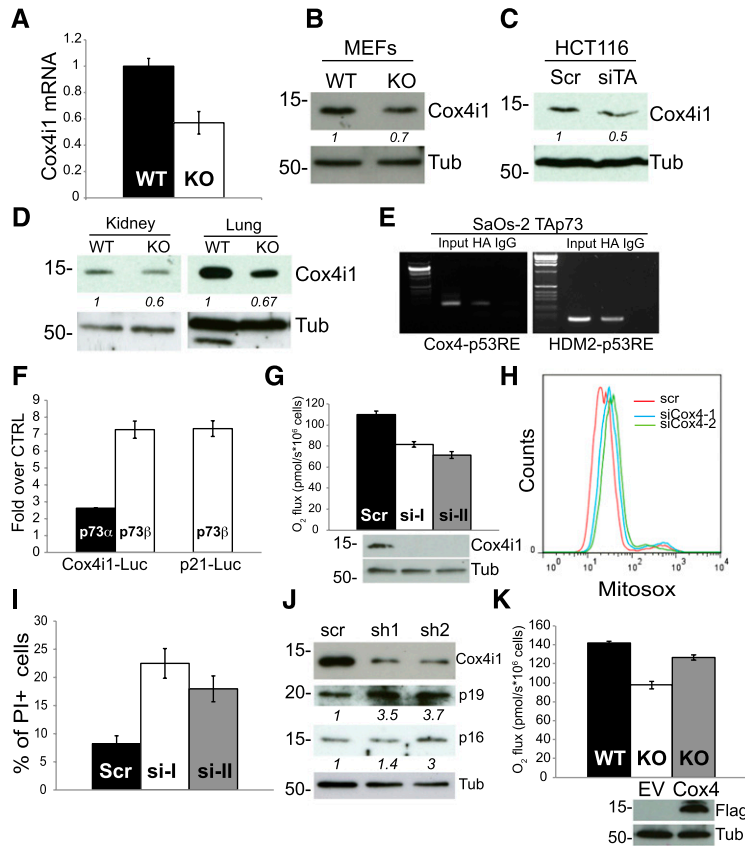 A
Cox4i1 mRNA
1.2
1
0.8
0.6
0.4
0.2
0
WT
KO
B
MEFs
WT KO
15-
Cox4i1
1 0.7
50-
Tub
C
HCT116
Scr siTA
15-
Cox4i1
1 0.5
50-
Tub
D
Kidney Lung
WT KO WT KO
15-
Cox4i1
1 0.6 1 0.67
50-
Tub
E
SaOs-2 TAp73
Input HA IgG Input HA IgG
Cox4-p53RE HDM2-p53RE
F
Fold over CTRL
9
8
7
6
5
4
3
2
1
0
p73α p73β p73β
Cox4i1-Luc p21-Luc
G
O2 flux (pmol/s*10⁶ cells)
120
100
80
60
40
20
0
Scr si-I si-II
15-
Cox4i1
50-
Tub
H
Counts
scr
siCox4-1
siCox4-2
0
10⁰ 10¹ 10² 10³ 10⁴
Mitosox
I
% of PI+ cells
30
25
20
15
10
5
0
Scr si-I si-II
J
scr sh1 sh2
15-
Cox4i1
20-
p19
1 3.5 3.7
15-
p16
1 1.4 3
50-
Tub
K
O2 flux (pmol/s*10⁶ cells)
160
140
120
100
80
60
40
20
0
WT KO KO
EV Cox4
15-
Flag
50-
Tub